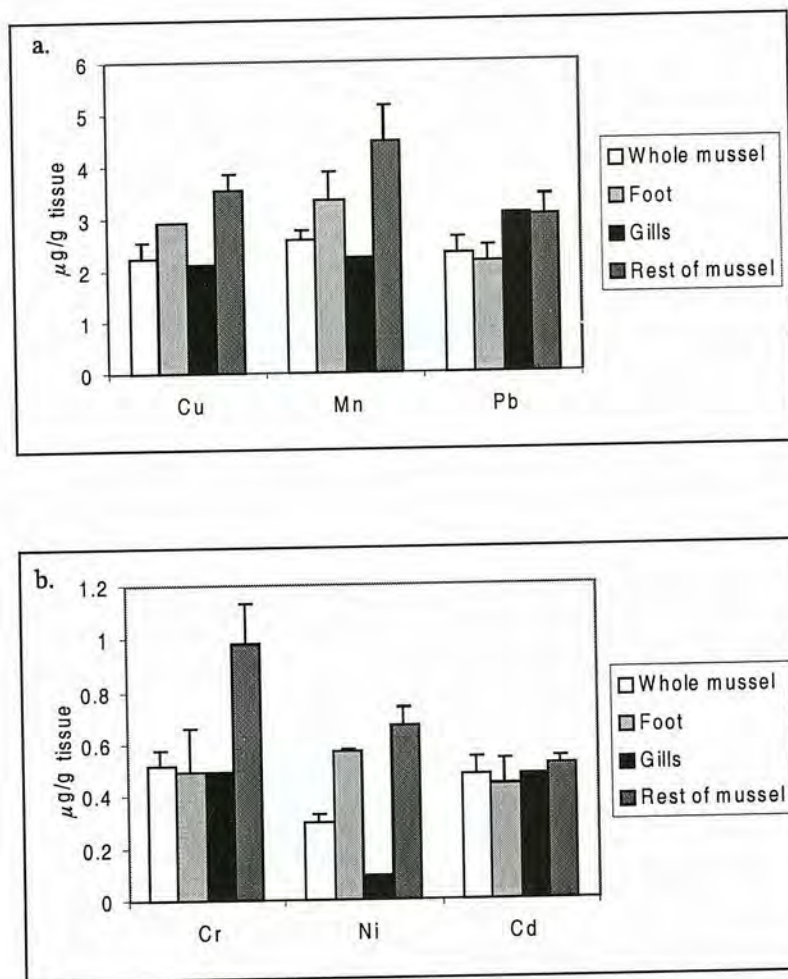 a.
6
5
4
3
2
1
0
μg/g tissue
Cu Mn Pb
Whole mussel
Foot
Gills
Rest of mussel
b.
1.2
1
0.8
0.6
0.4
0.2
0
μg/g tissue
Cr Ni Cd
Whole mussel
Foot
Gills
Rest of mussel